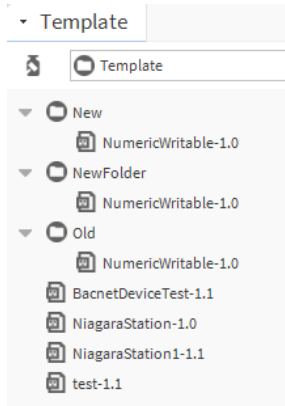 Template
Template
New
NumericWritable-1.0
NewFolder
NumericWritable-1.0
Old
NumericWritable-1.0
BacnetDeviceTest-1.1
NiagaraStation-1.0
NiagaraStation1-1.1
test-1.1